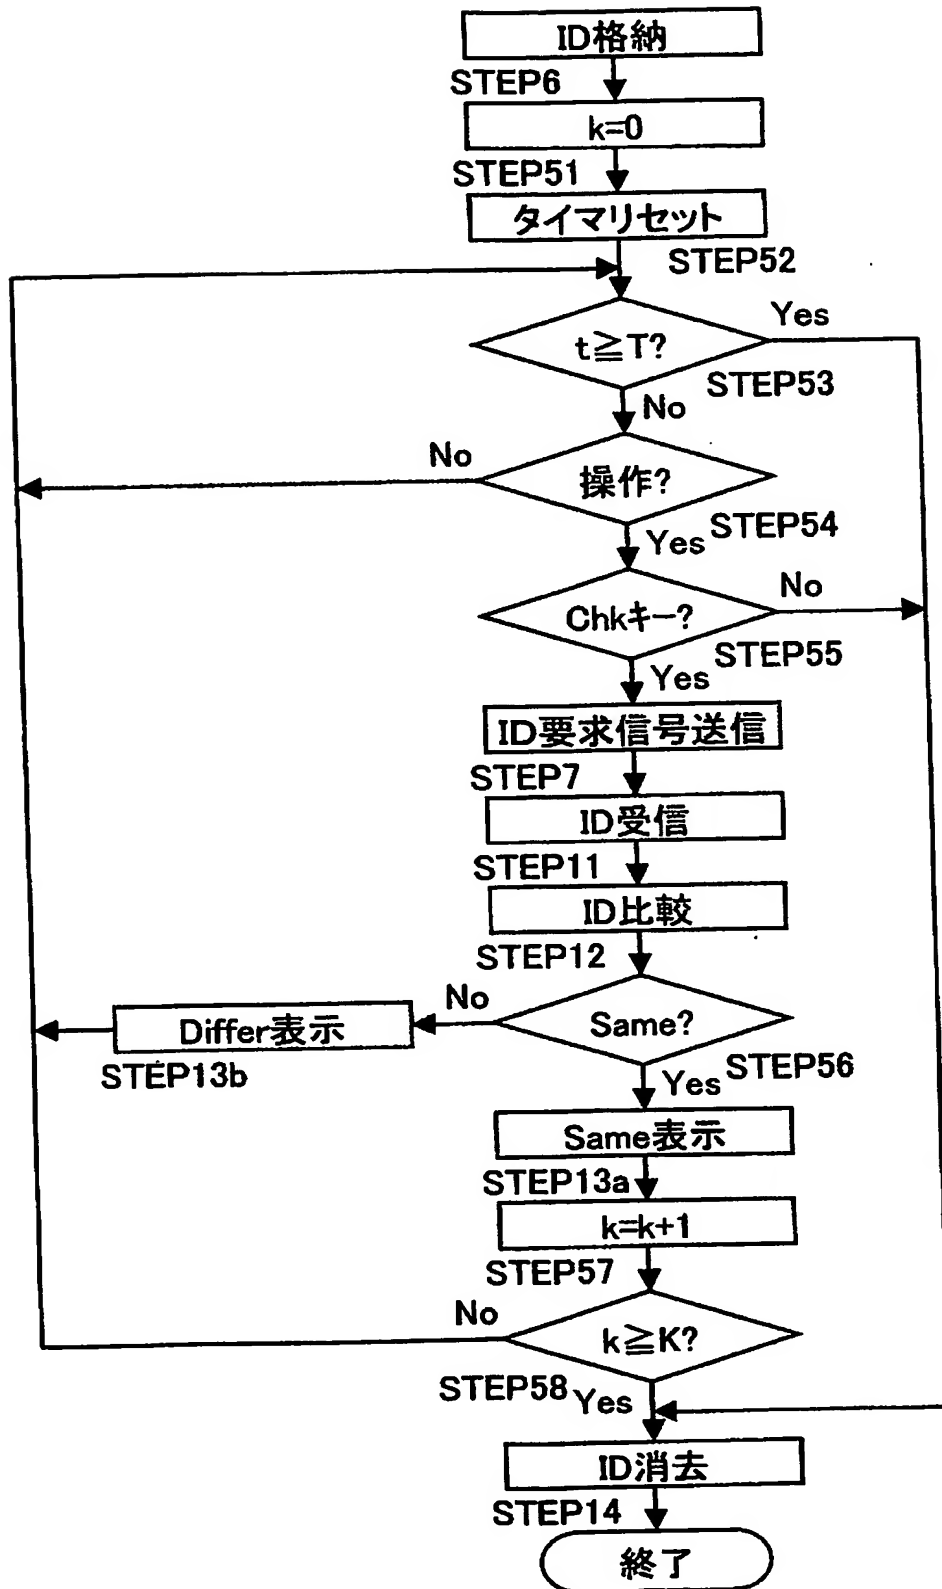 ID格納
STEP6
k=0
STEP51
タイマリセット
STEP52
t≧T?
Yes
STEP53
No
操作?
No
STEP54
Yes
Chkキー?
No
STEP55
Yes
ID要求信号送信
STEP7
ID受信
STEP11
ID比較
STEP12
Same?
No
Differ表示
STEP13b
STEP56
Yes
Same表示
STEP13a
k=k+1
STEP57
k≧K?
No
STEP58
Yes
ID消去
STEP14
終了